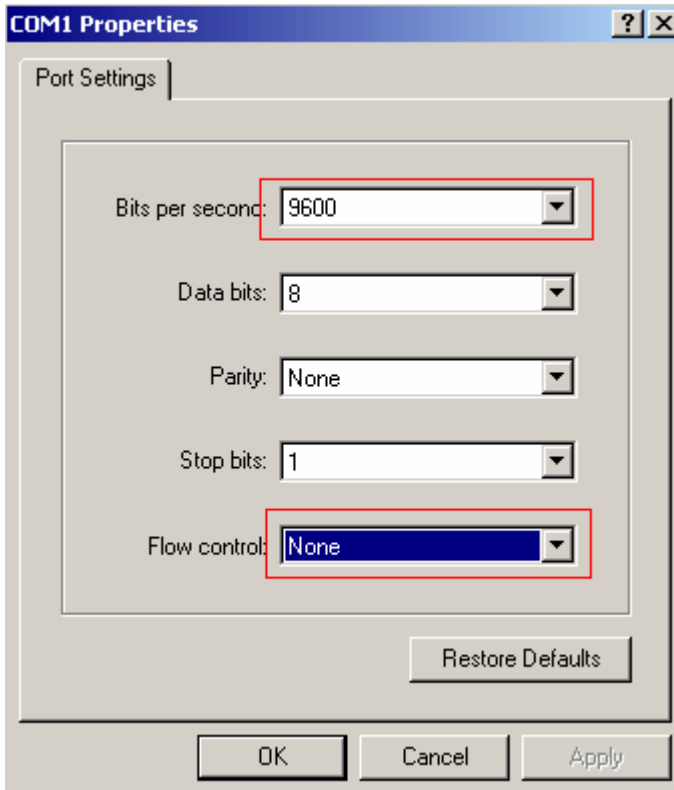 COM1 Properties
Port Settings
Bits per second: 9600
Data bits: 8
Parity: None
Stop bits: 1
Flow control: None
Restore Defaults
OK Cancel Apply